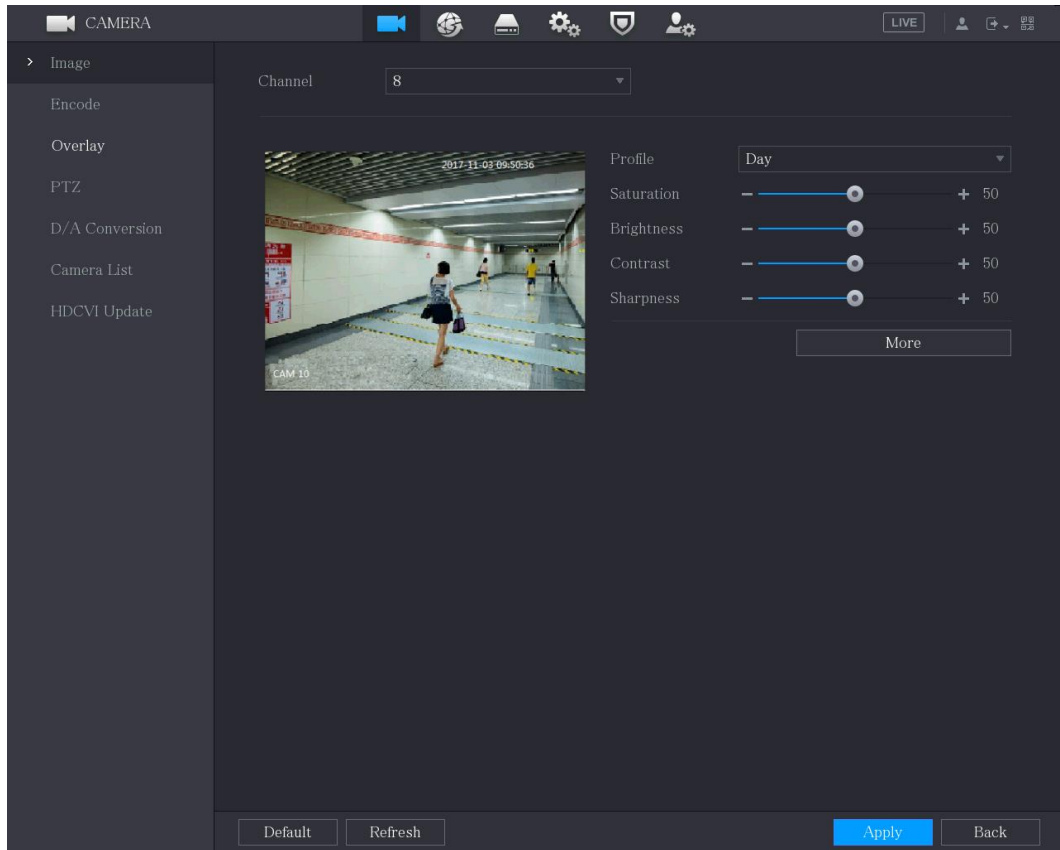 CAMERA
LIVE
Image
Encode
Overlay
PTZ
D/A Conversion
Camera List
HDCVI Update
Channel 8
2017-11-03 09:50:36
CAM 10
Profile Day
Saturation 50
Brightness 50
Contrast 50
Sharpness 50
More
Default Refresh Apply Back